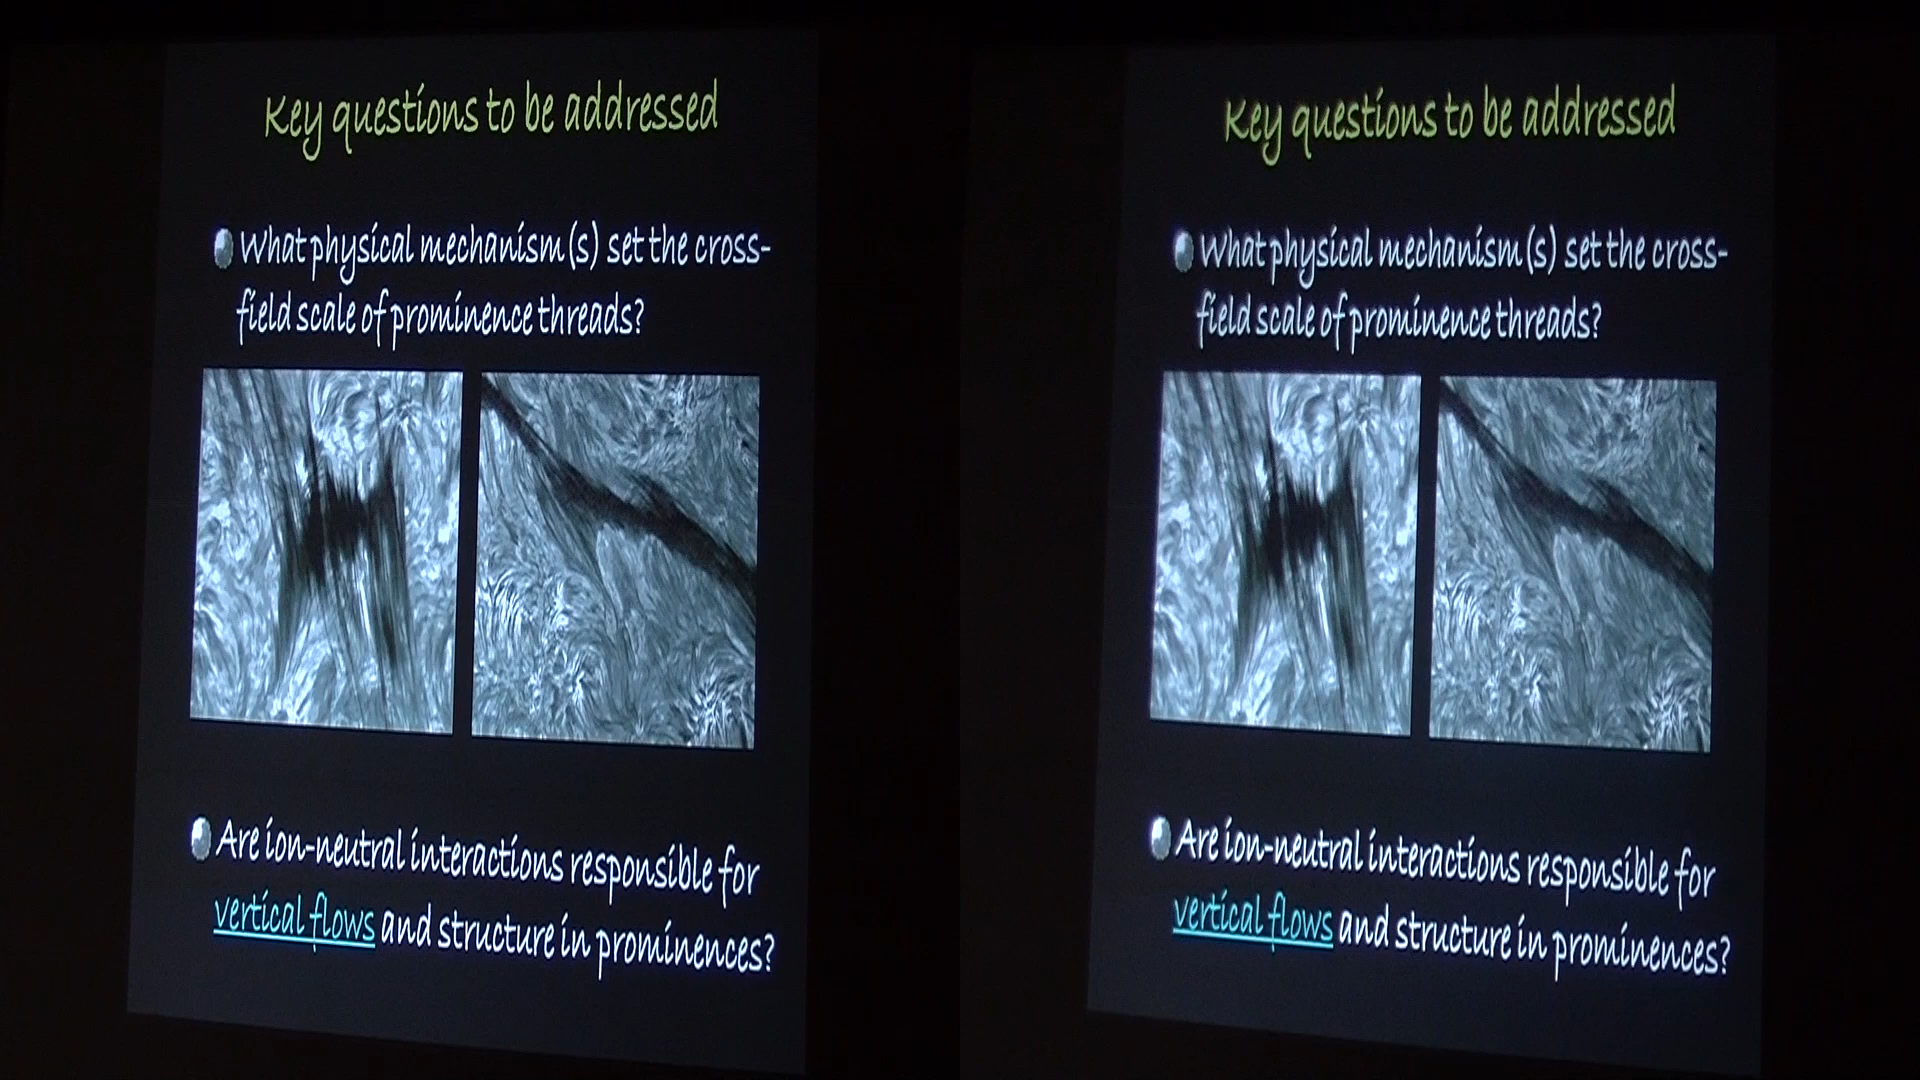 Key questions to be addressed
What physical mechanism(s) set the cross-
field scale of prominence threads?
Are ion-neutral interactions responsible for
vertical flows and structure in prominences?
Key questions to be addressed
What physical mechanism(s) set the cross-
field scale of prominence threads?
Are ion-neutral interactions responsible for
vertical flows and structure in prominences?